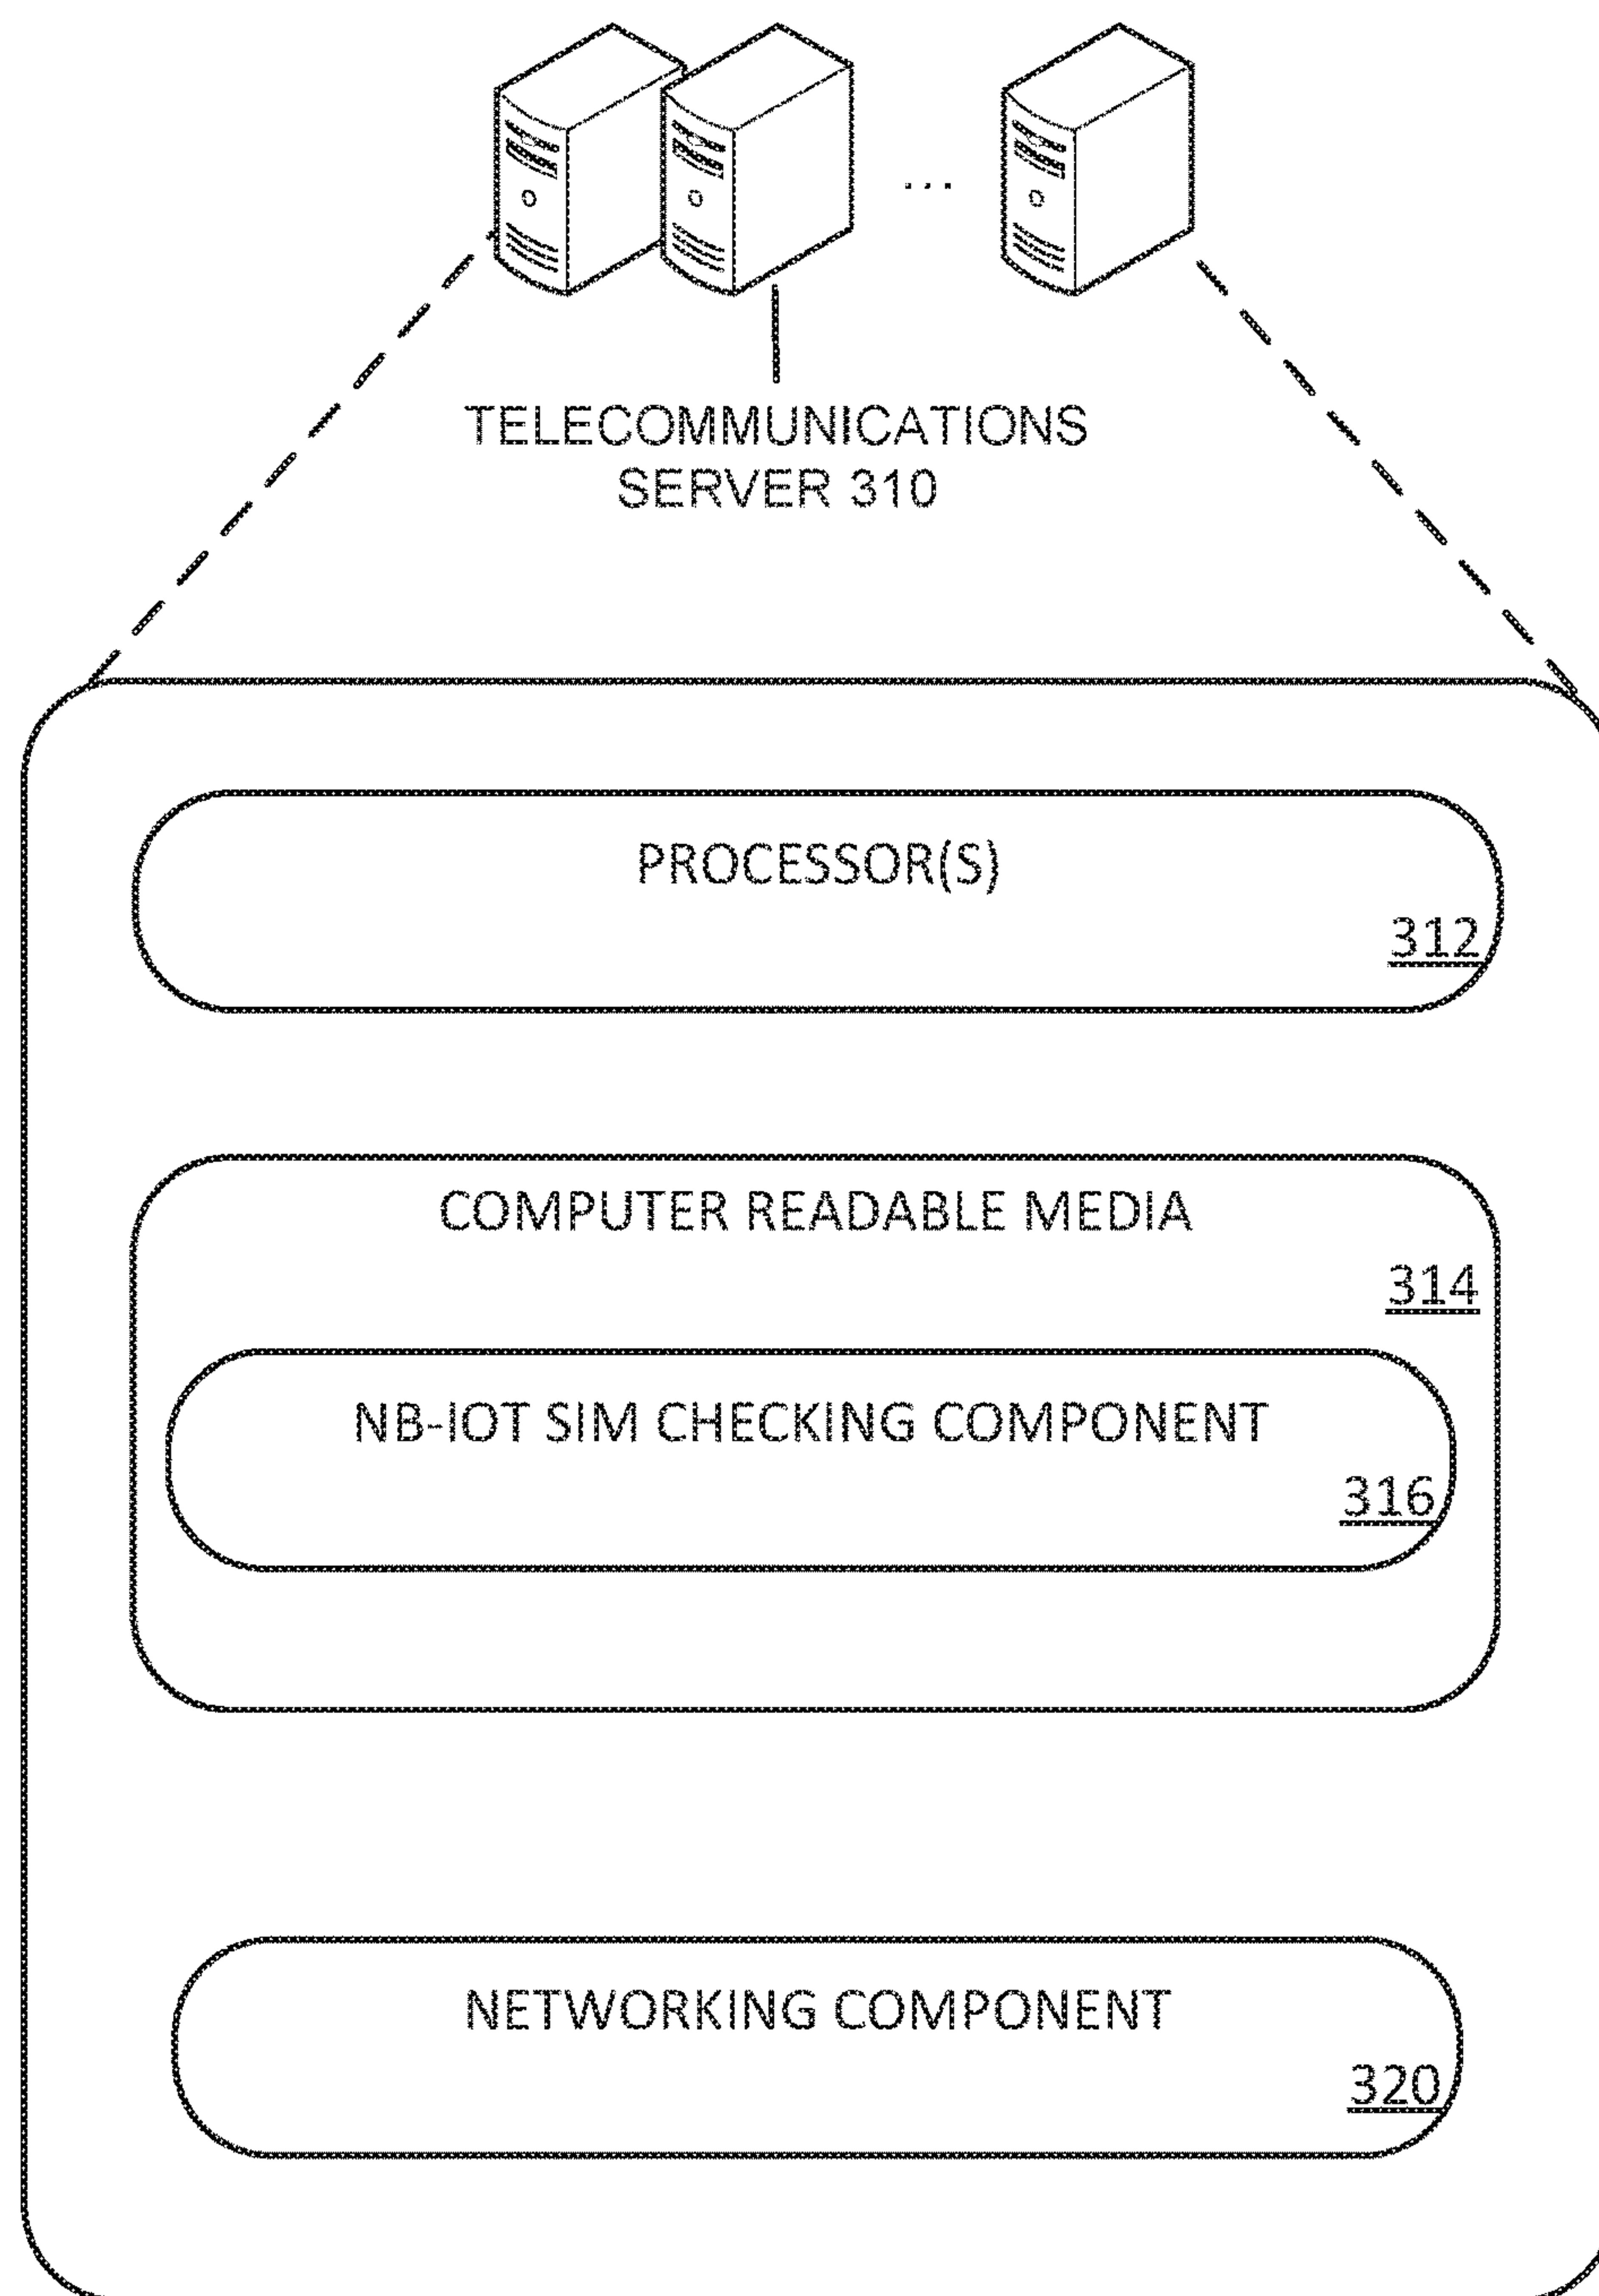 ...
TELECOMMUNICATIONS
SERVER 310
PROCESSOR(S)
312
COMPUTER READABLE MEDIA
314
NB-IOT SIM CHECKING COMPONENT
316
NETWORKING COMPONENT
320